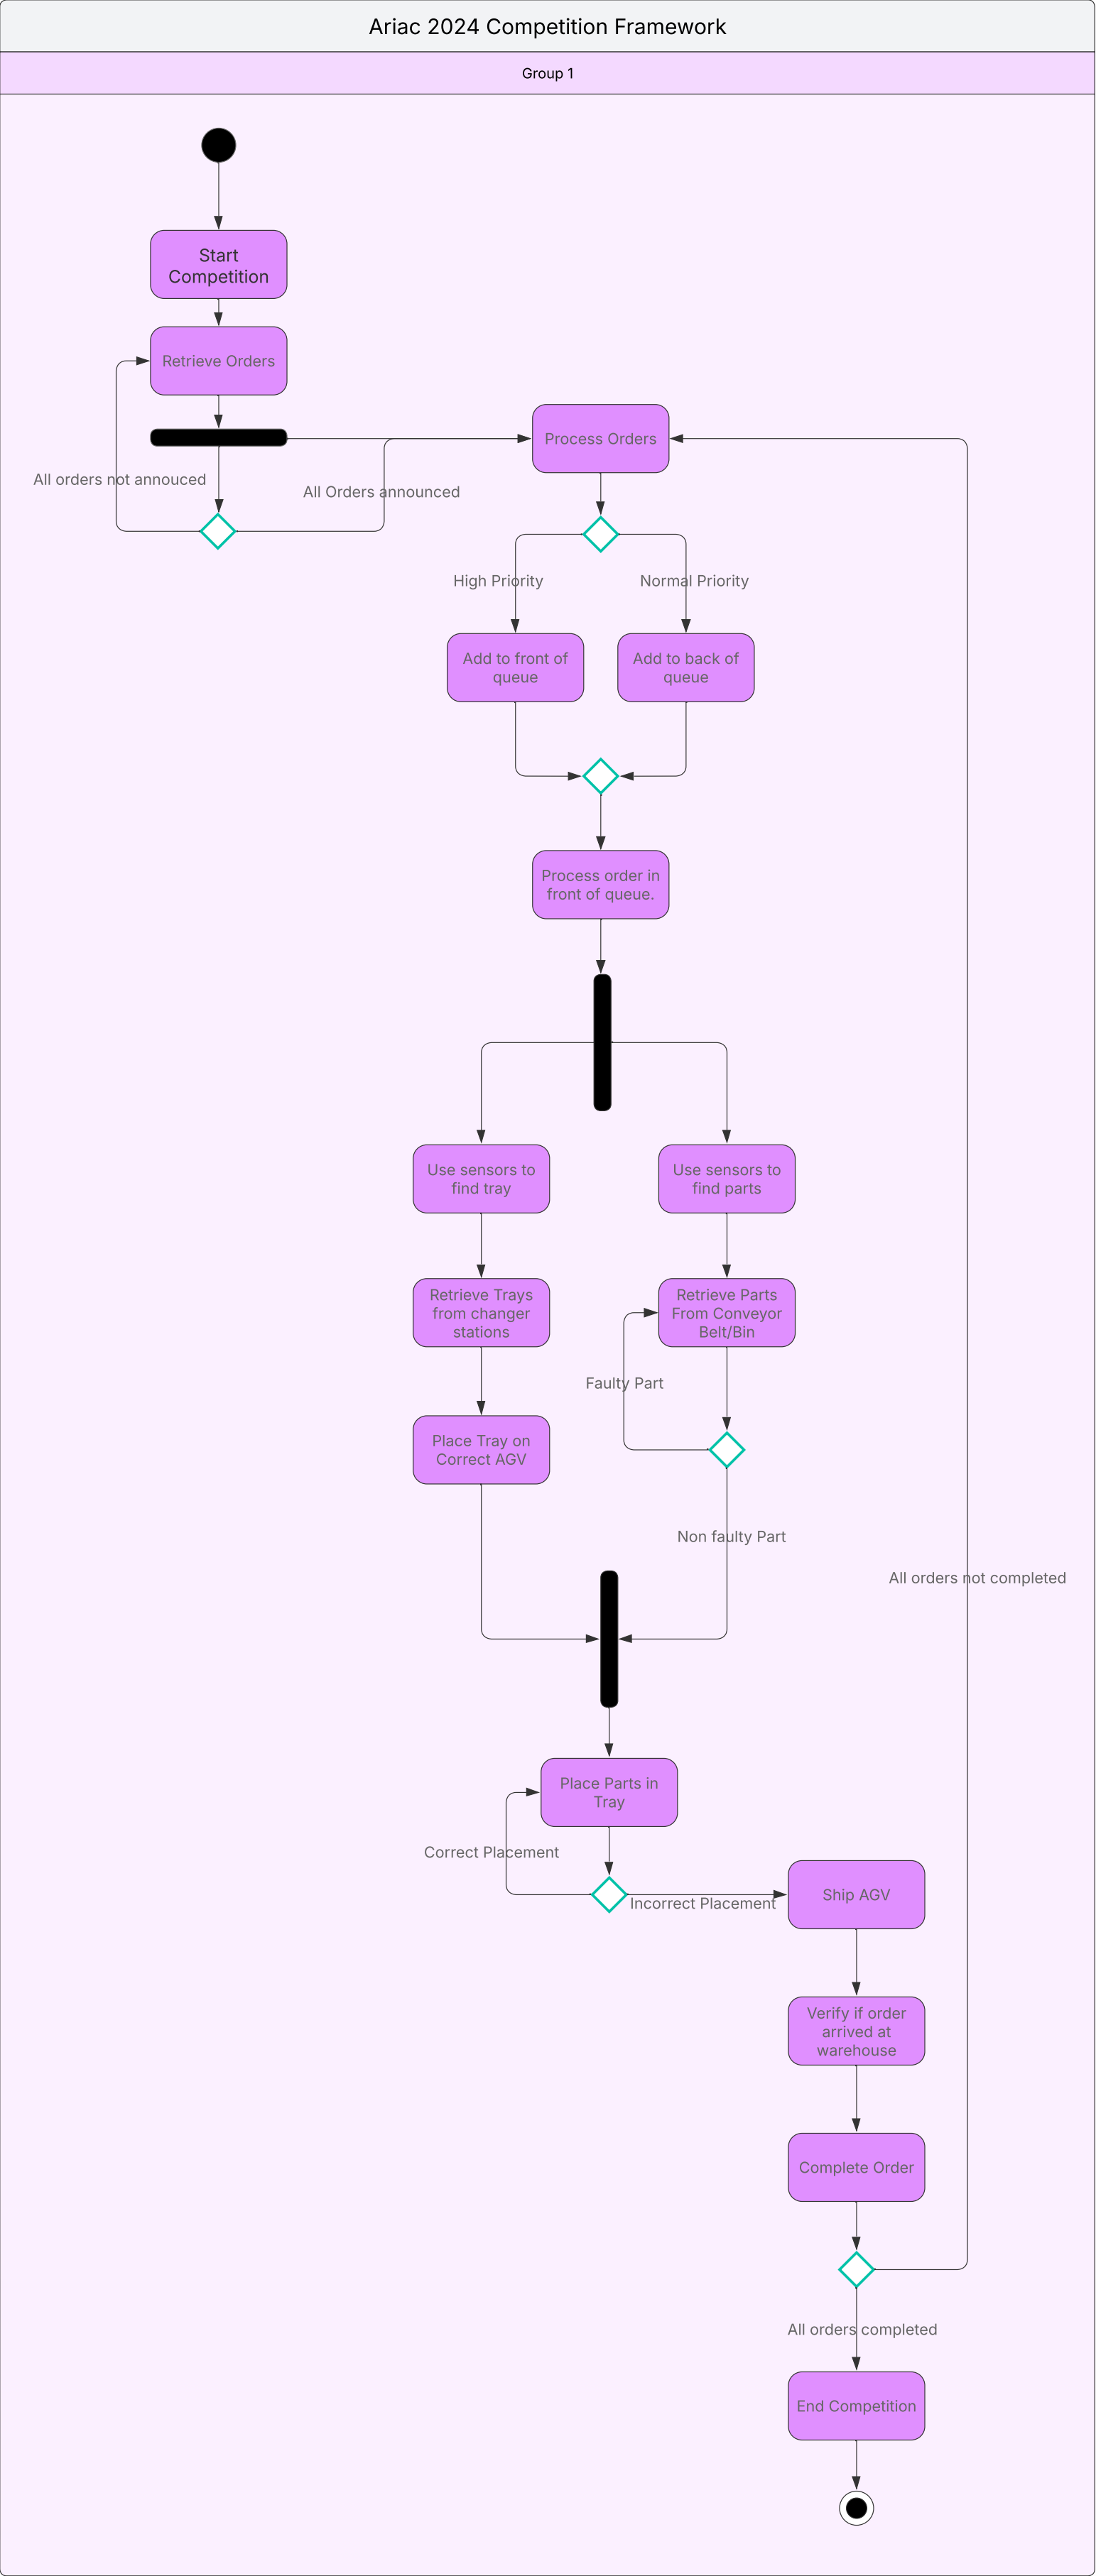 Ariac 2024 Competition Framework
Group 1
Start
Competition
Retrieve Orders
Process Orders
All orders not annouced
All Orders announced
High Priority
Normal Priority
Add to front of
queue
Add to back of
queue
Process order in
front of queue.
Use sensors to
find tray
Use sensors to
find parts
Retrieve Trays
from changer
stations
Retrieve Parts
From Conveyor
Belt/Bin
Faulty Part
Place Tray on
Correct AGV
Non faulty Part
All orders not completed
Place Parts in
Tray
Correct Placement
Incorrect Placement
Ship AGV
Verify if order
arrived at
warehouse
Complete Order
All orders completed
End Competition